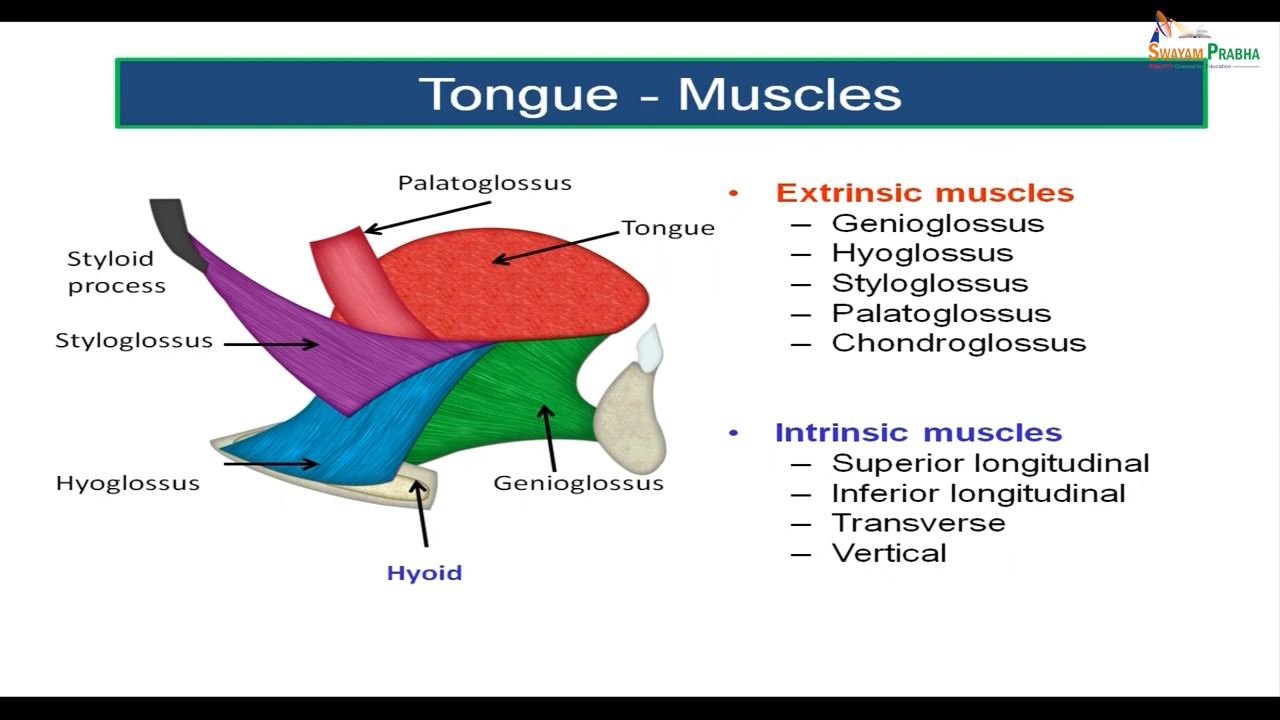 SWAYAM PRABHA
Tongue - Muscles
Palatoglossus
Tongue
Styloid
process
Styloglossus
Hyoglossus
Genioglossus
Hyoid
• Extrinsic muscles
– Genioglossus
– Hyoglossus
– Styloglossus
– Palatoglossus
– Chondroglossus
• Intrinsic muscles
– Superior longitudinal
– Inferior longitudinal
– Transverse
– Vertical